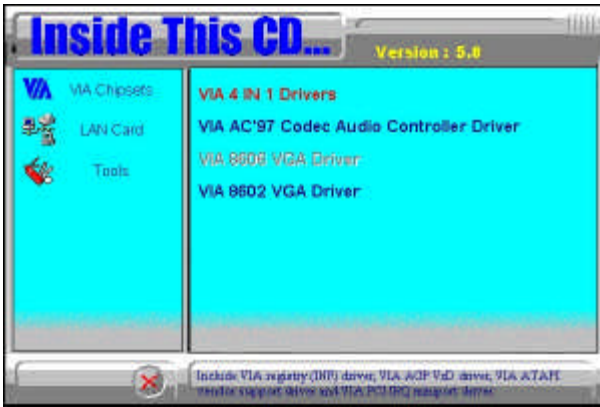 Inside This CD...
Version : 5.0
VIA
VIA Chipsets
LAN Card
Tools
VIA 4 IN 1 Drivers
VIA AC'97 Codec Audio Controller Driver
VIA 8606 VGA Driver
VIA 8602 VGA Driver
Include VIA registry (INF) driver, VIA AGP VxD driver, VIA ATAPI
vendor support driver and VIA PCI IRQ miniport driver